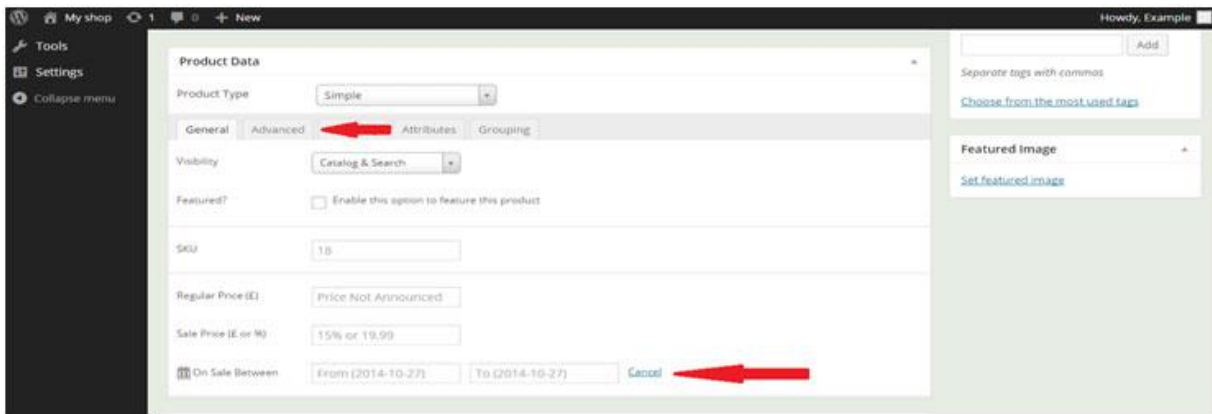 My shop 1 0 + New Howdy, Example
Tools
Settings
Collapse menu
Product Data
Product Type Simple
General Advanced Attributes Grouping
Visibility Catalog & Search
Featured? Enable this option to feature this product
SKU 18
Regular Price (£) Price Not Announced
Sale Price (£ or %) 15% or 19.99
On Sale Between From (2014-10-27) To (2014-10-27) Cancel
Add
Separate tags with commas
Choose from the most used tags
Featured Image
Set featured image